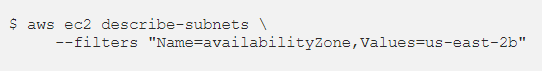 $ aws ec2 describe-subnets \
--filters "Name=availabilityZone,Values=us-east-2b"